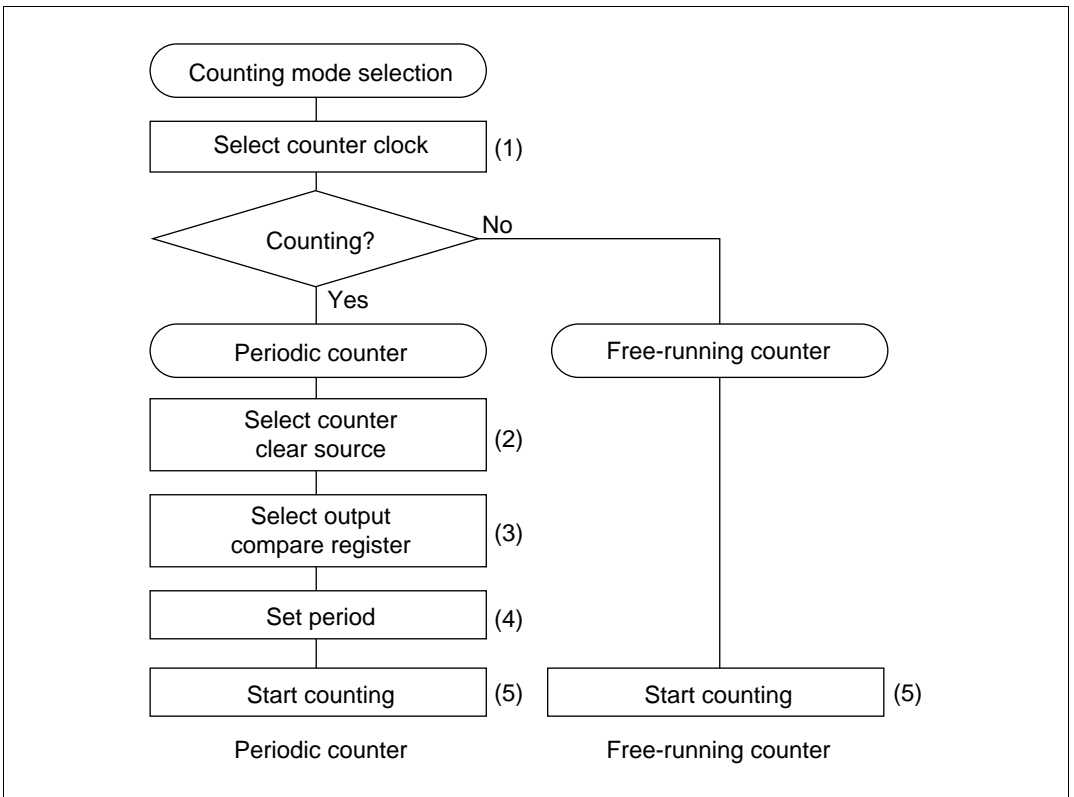 Counting mode selection
Select counter clock
(1)
Counting?
No
Yes
Periodic counter
Free-running counter
Select counter
clear source
(2)
Select output
compare register
(3)
Set period
(4)
Start counting
(5)
Start counting
(5)
Periodic counter
Free-running counter